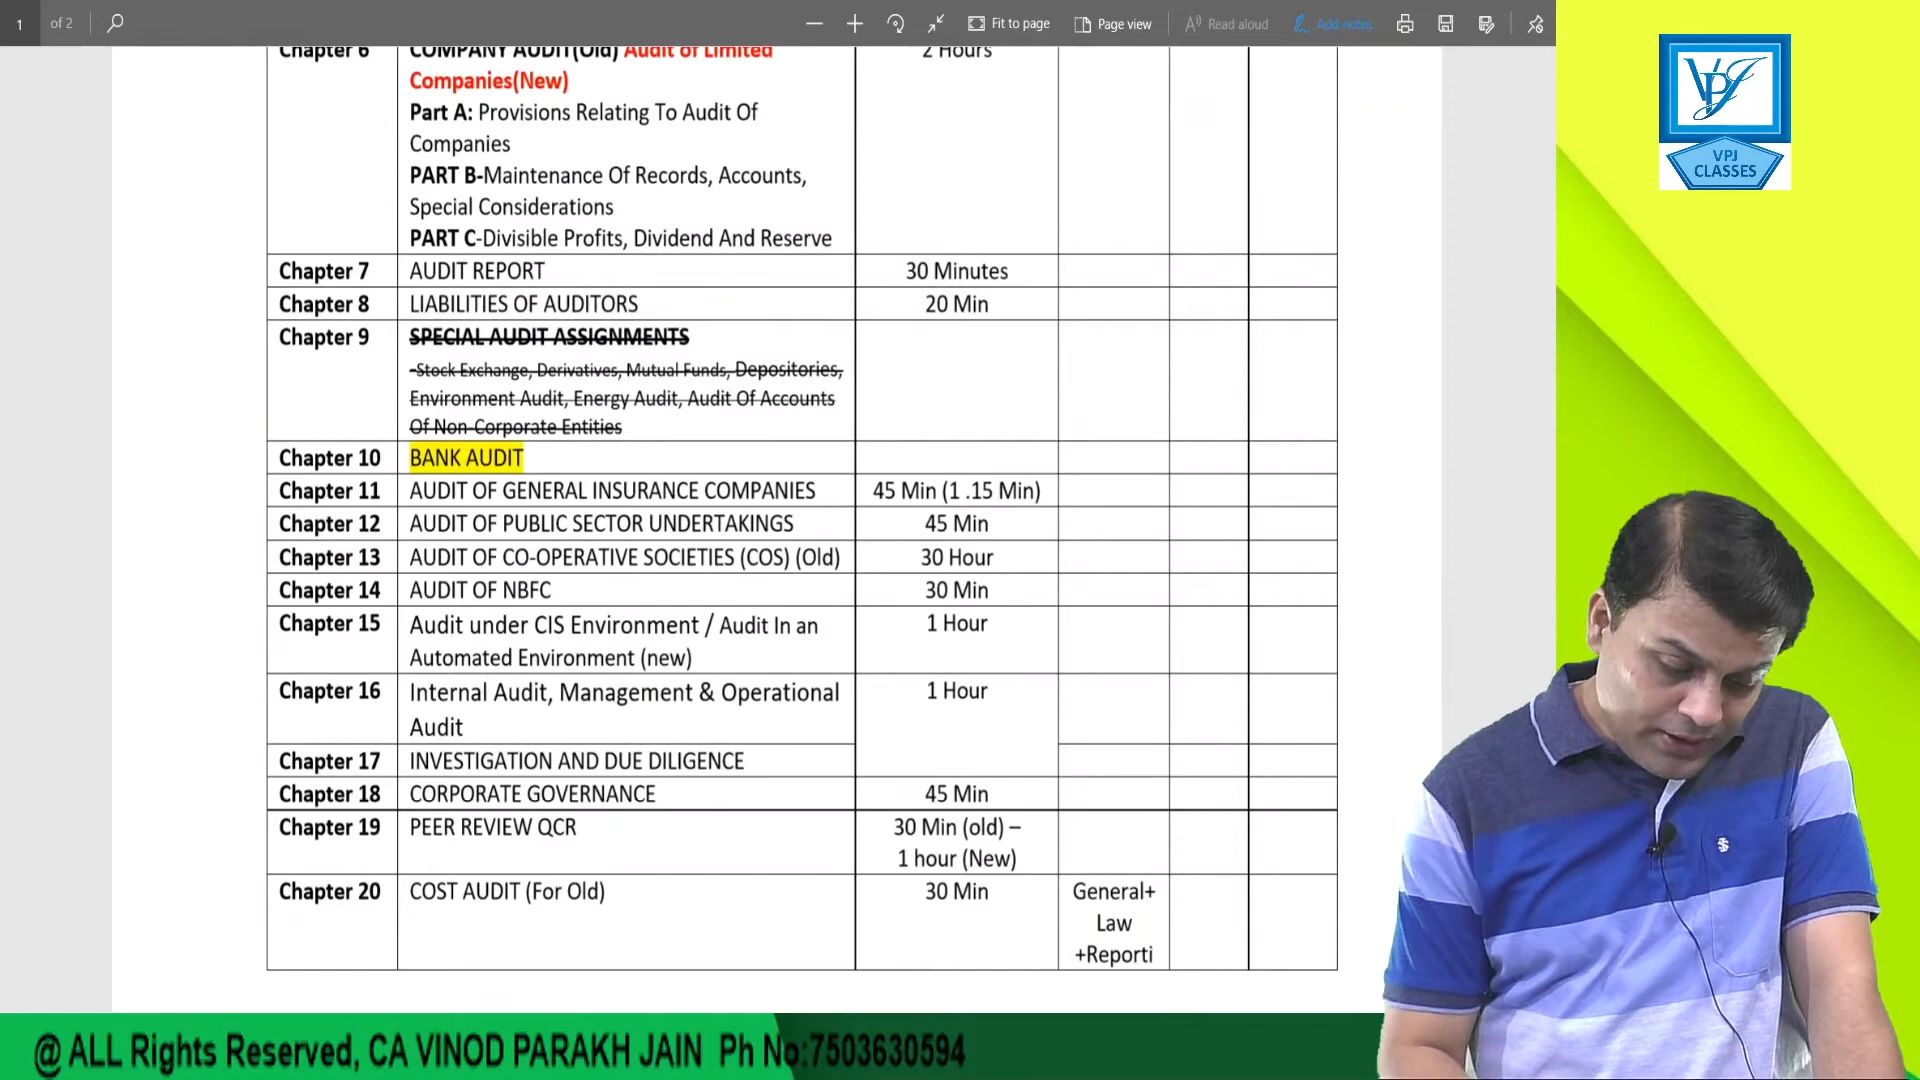 1 of 2 Fit to page Page view Read aloud Add notes
Chapter 6 COMPANY AUDIT(Old) Audit of Limited 2 Hours
Companies(New)
Part A: Provisions Relating To Audit Of
Companies
PART B-Maintenance Of Records, Accounts,
Special Considerations
PART C-Divisible Profits, Dividend And Reserve
Chapter 7 AUDIT REPORT 30 Minutes
Chapter 8 LIABILITIES OF AUDITORS 20 Min
Chapter 9 SPECIAL AUDIT ASSIGNMENTS
-Stock Exchange, Derivatives, Mutual Funds, Depositories,
Environment Audit, Energy Audit, Audit Of Accounts
Of Non-Corporate Entities
Chapter 10 BANK AUDIT
Chapter 11 AUDIT OF GENERAL INSURANCE COMPANIES 45 Min (1 .15 Min)
Chapter 12 AUDIT OF PUBLIC SECTOR UNDERTAKINGS 45 Min
Chapter 13 AUDIT OF CO-OPERATIVE SOCIETIES (COS) (Old) 30 Hour
Chapter 14 AUDIT OF NBFC 30 Min
Chapter 15 Audit under CIS Environment / Audit In an 1 Hour
Automated Environment (new)
Chapter 16 Internal Audit, Management & Operational 1 Hour
Audit
Chapter 17 INVESTIGATION AND DUE DILIGENCE
Chapter 18 CORPORATE GOVERNANCE 45 Min
Chapter 19 PEER REVIEW QCR 30 Min (old) –
1 hour (New)
Chapter 20 COST AUDIT (For Old) 30 Min General+
Law
+Reporti
VPJ
VPJ
CLASSES
@ ALL Rights Reserved, CA VINOD PARAKH JAIN Ph No:7503630594